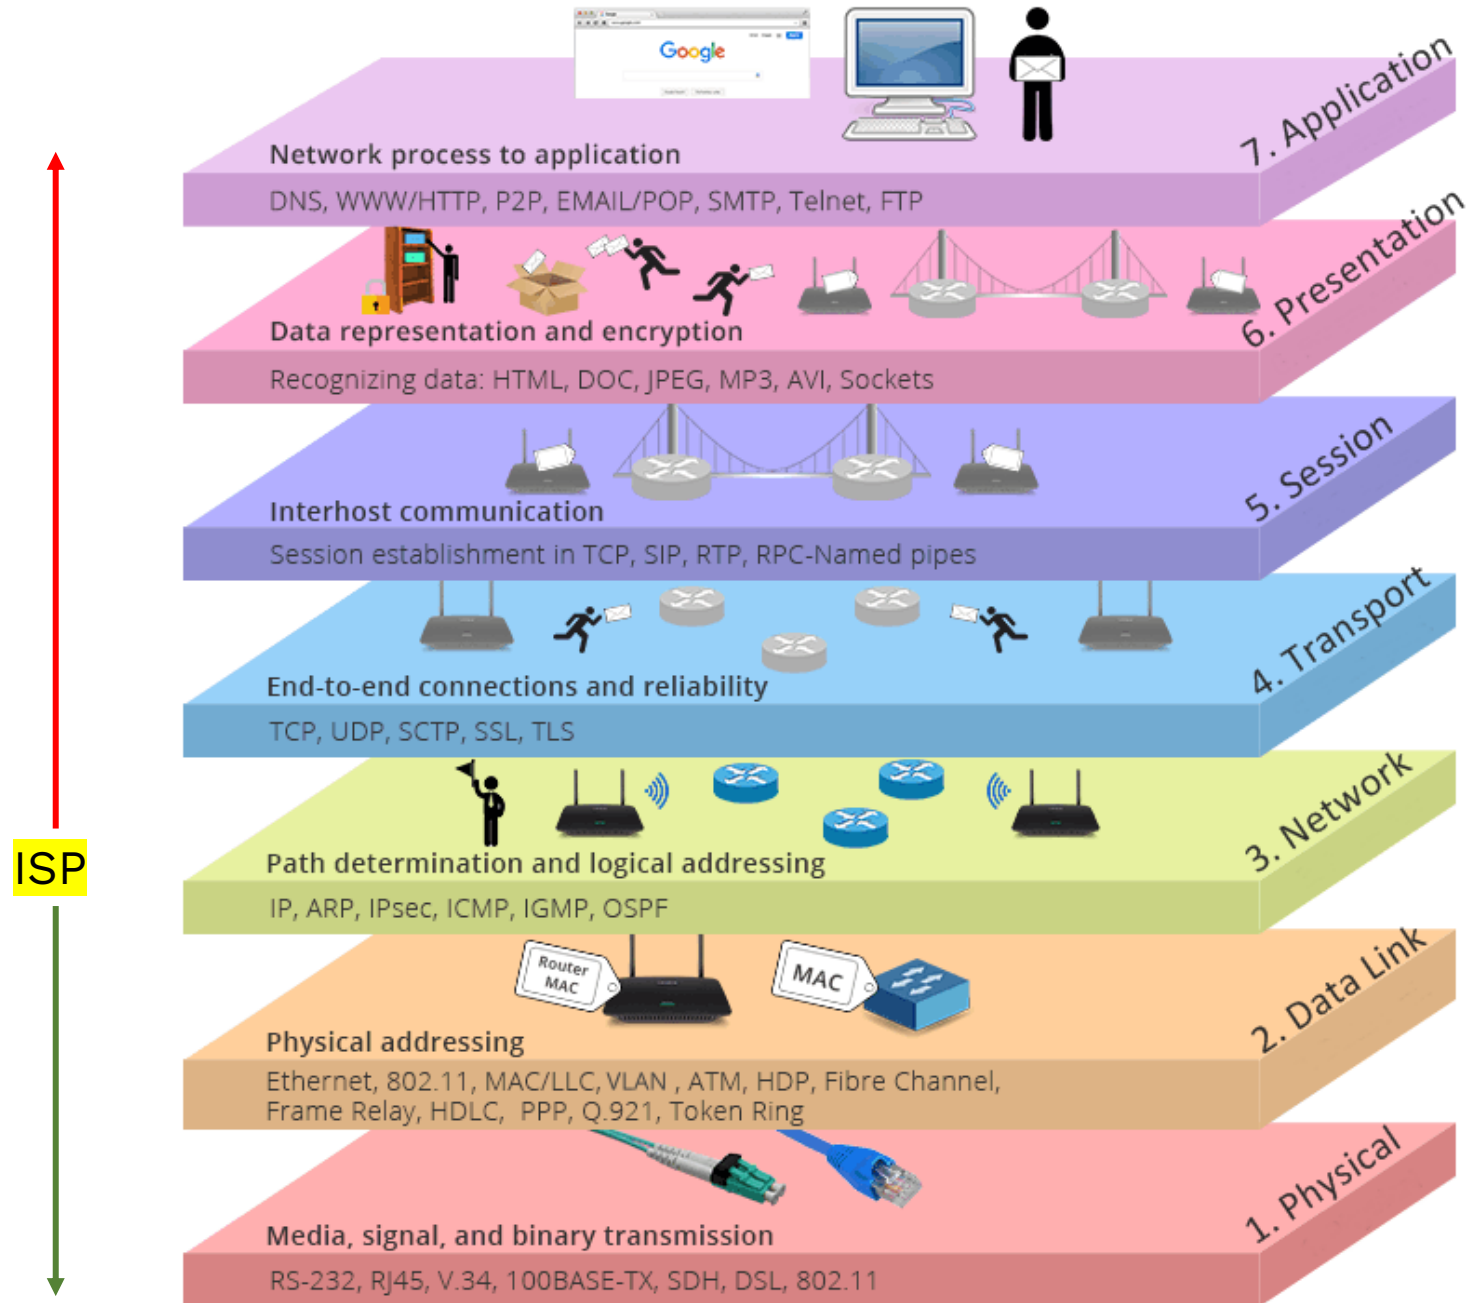 Google
7. Application
Network process to application
DNS, WWW/HTTP, P2P, EMAIL/POP, SMTP, Telnet, FTP
6. Presentation
Data representation and encryption
Recognizing data: HTML, DOC, JPEG, MP3, AVI, Sockets
5. Session
Interhost communication
Session establishment in TCP, SIP, RTP, RPC-Named pipes
4. Transport
End-to-end connections and reliability
TCP, UDP, SCTP, SSL, TLS
3. Network
ISP
Path determination and logical addressing
IP, ARP, IPsec, ICMP, IGMP, OSPF
2. Data Link
Router
MAC
MAC
Physical addressing
Ethernet, 802.11, MAC/LLC, VLAN , ATM, HDP, Fibre Channel,
Frame Relay, HDLC, PPP, Q.921, Token Ring
1. Physical
Media, signal, and binary transmission
RS-232, RJ45, V.34, 100BASE-TX, SDH, DSL, 802.11